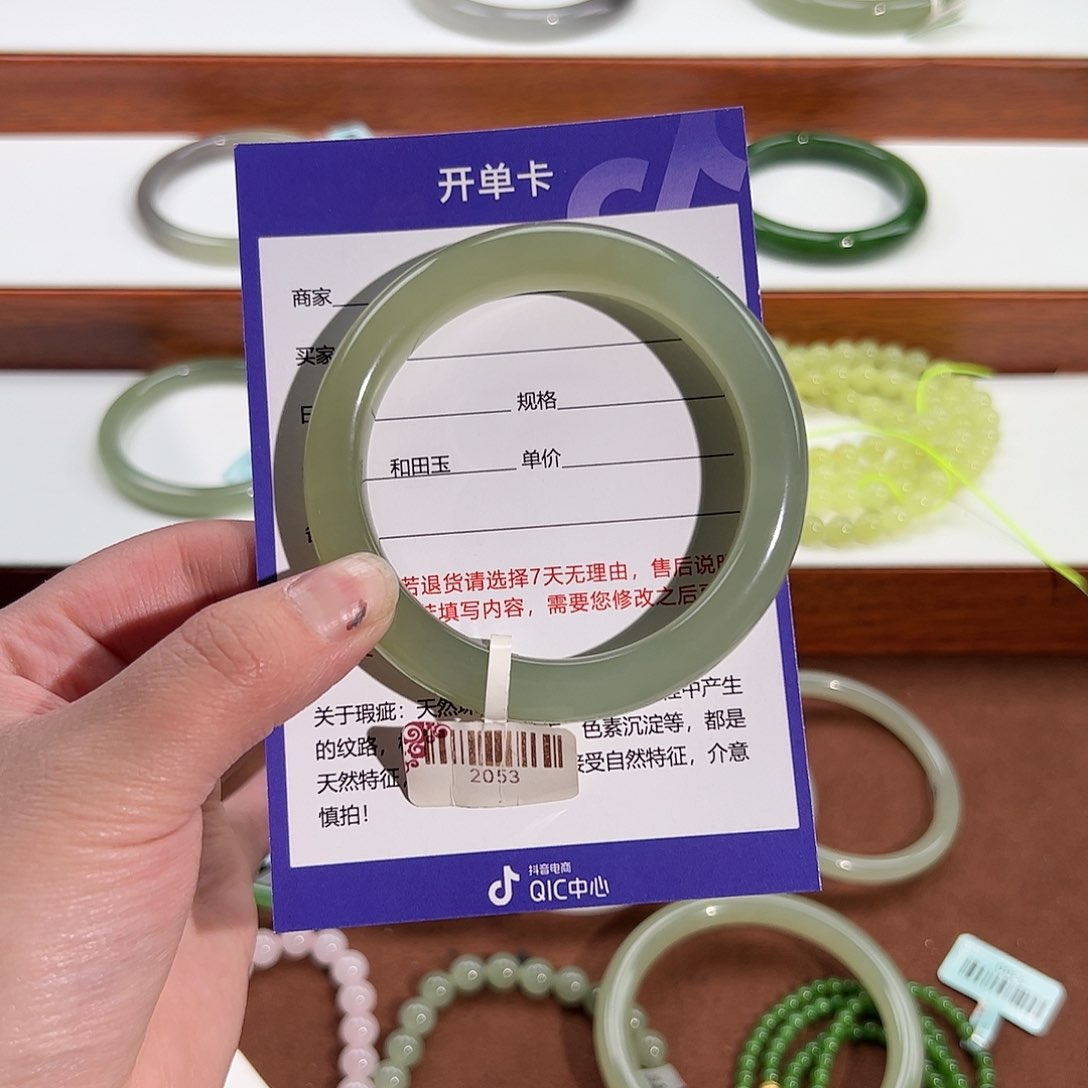 开单卡
商家
买家
规格
和田玉 单价
若退货请选择7天无理由，售后说
填写内容，需要您修改之后
关于瑕疵：天然 中产生
的纹路， 色素沉淀等，都是
天然特征， 接受自然特征，介意
慎拍！
2053
抖音电商
QIC中心